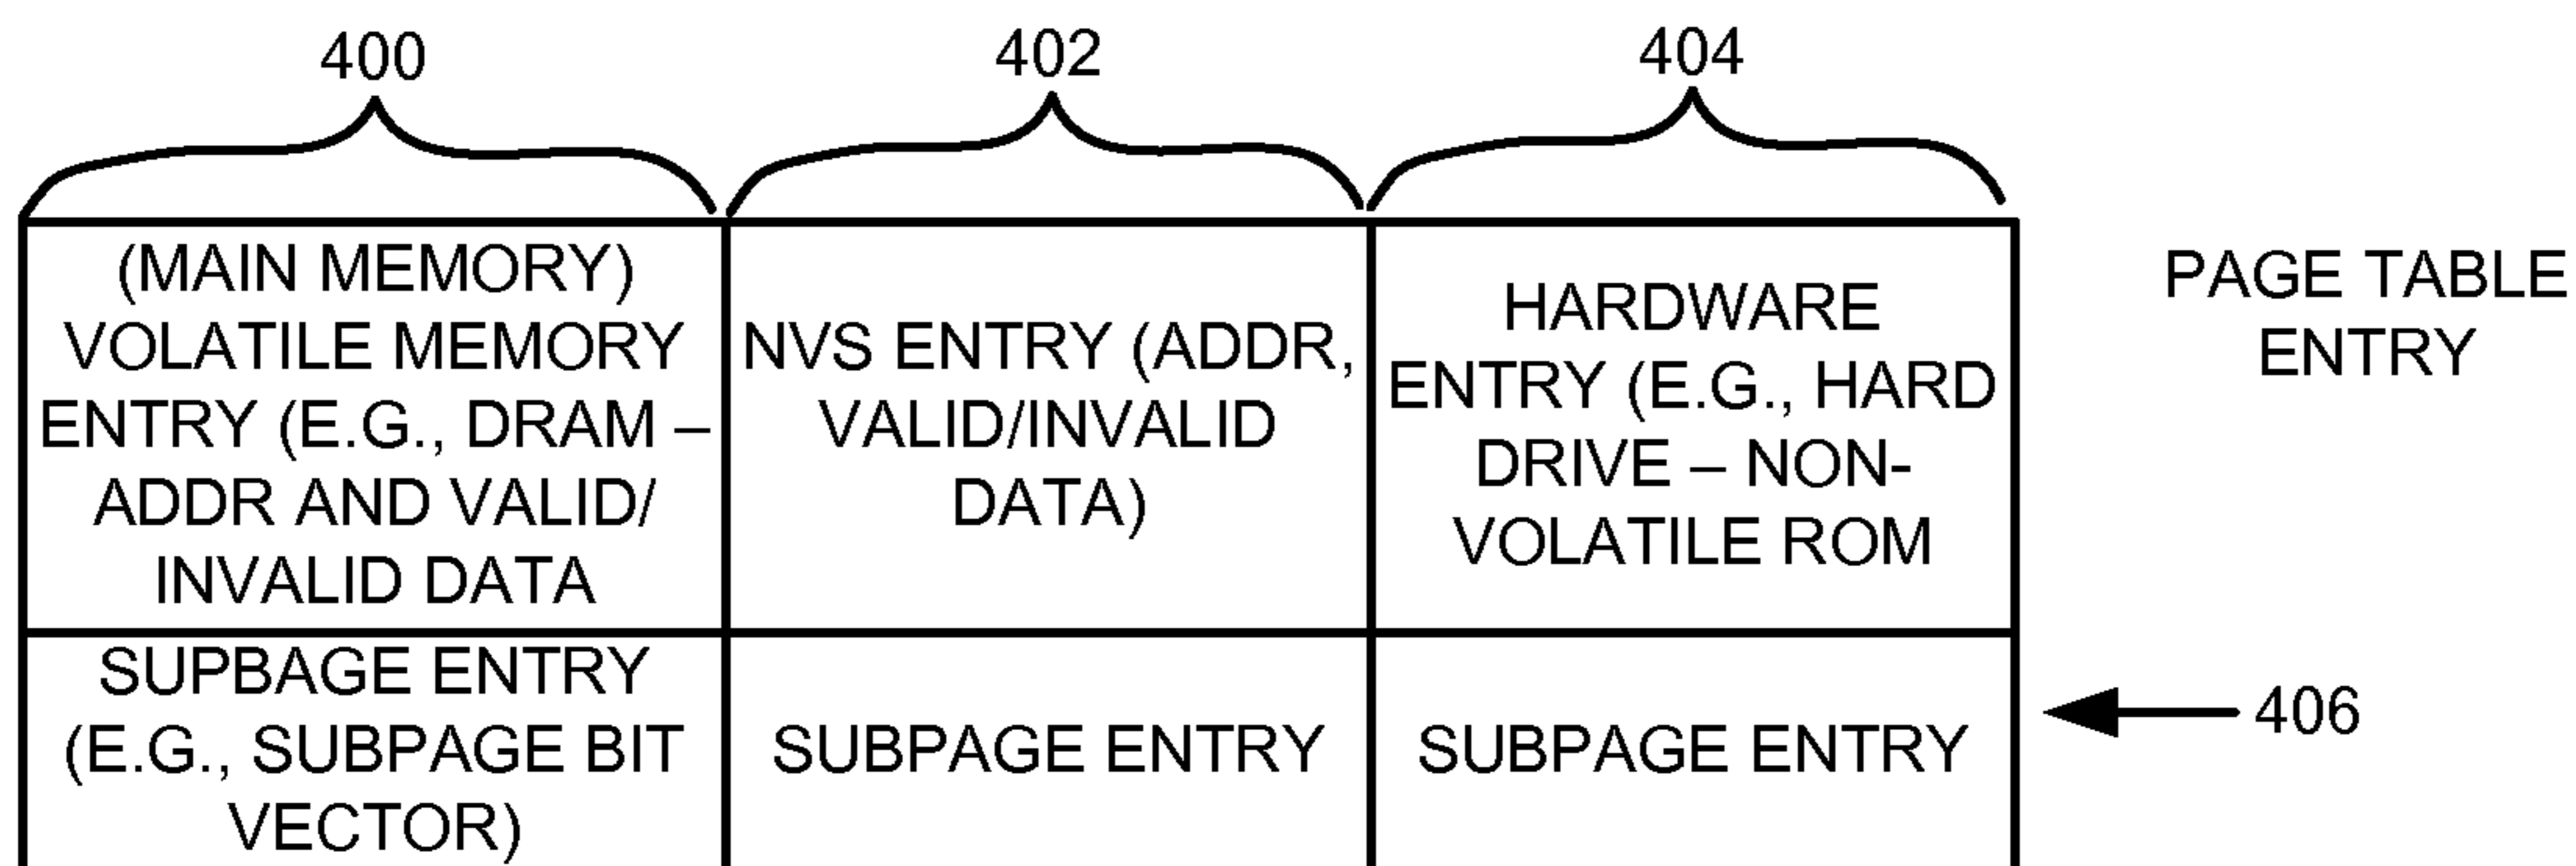 400
402
404
(MAIN MEMORY)
VOLATILE MEMORY
ENTRY (E.G., DRAM –
ADDR AND VALID/
INVALID DATA
NVS ENTRY (ADDR,
VALID/INVALID
DATA)
HARDWARE
ENTRY (E.G., HARD
DRIVE – NON-
VOLATILE ROM
PAGE TABLE
ENTRY
SUPBAGE ENTRY
(E.G., SUBPAGE BIT
VECTOR)
SUBPAGE ENTRY
SUBPAGE ENTRY
406